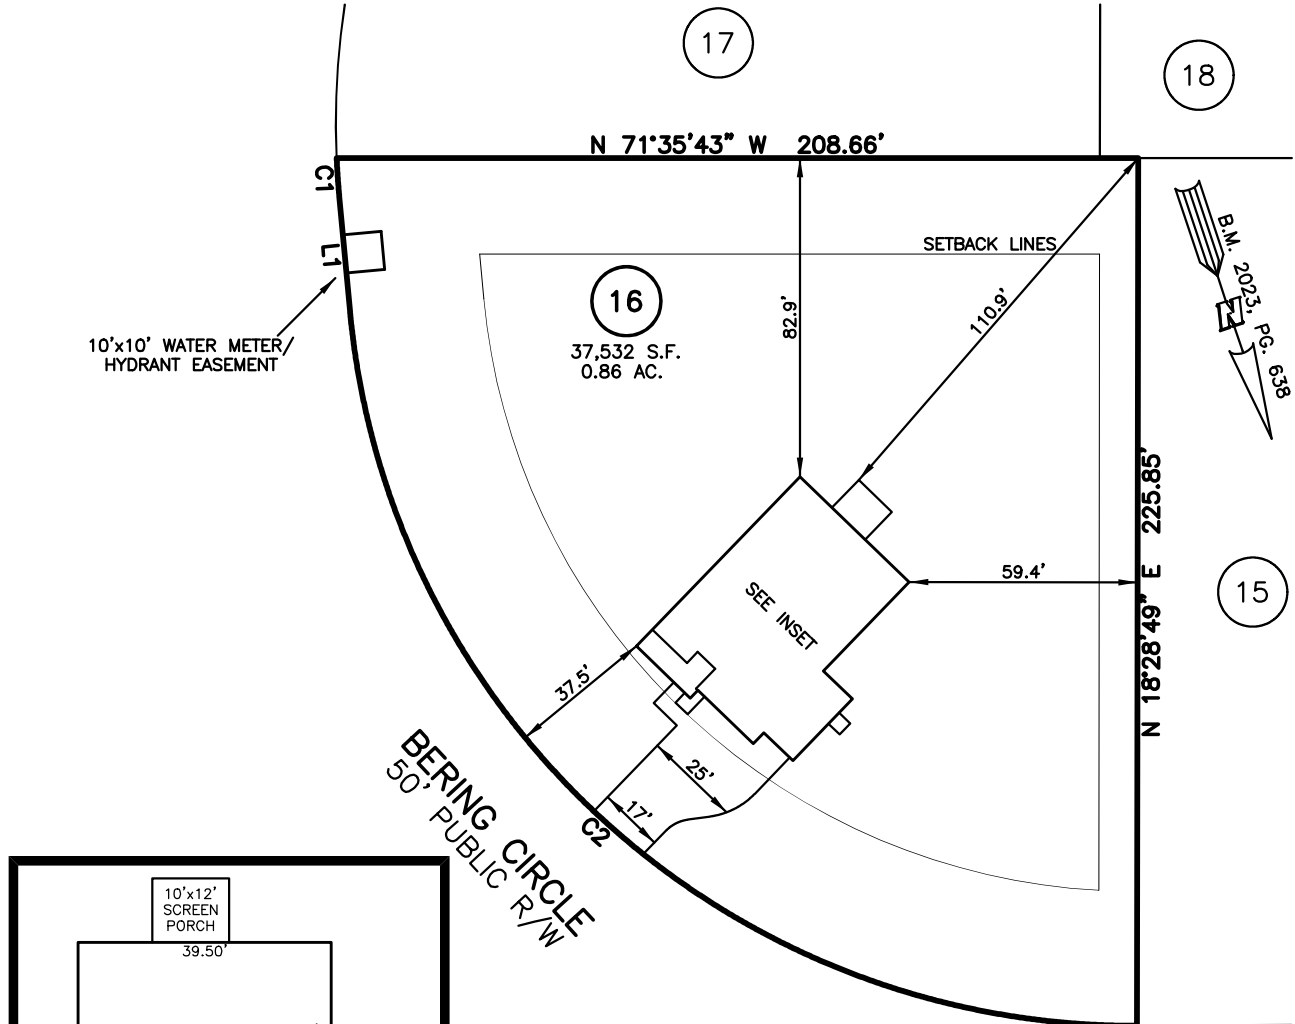 17
18
N 71°35'43" W 208.66'
C1
L1
SETBACK LINES
B.M. 2023, PG. 638
16
37,532 S.F.
0.86 AC.
82.9'
110.9'
10'x10' WATER METER/
HYDRANT EASEMENT
N 18°28'49" E 225.85'
59.4'
15
SEE INSET
37.5'
25'
17'
C2
BERING CIRCLE
50' PUBLIC R/W
10'x12'
SCREEN
PORCH
39.50'